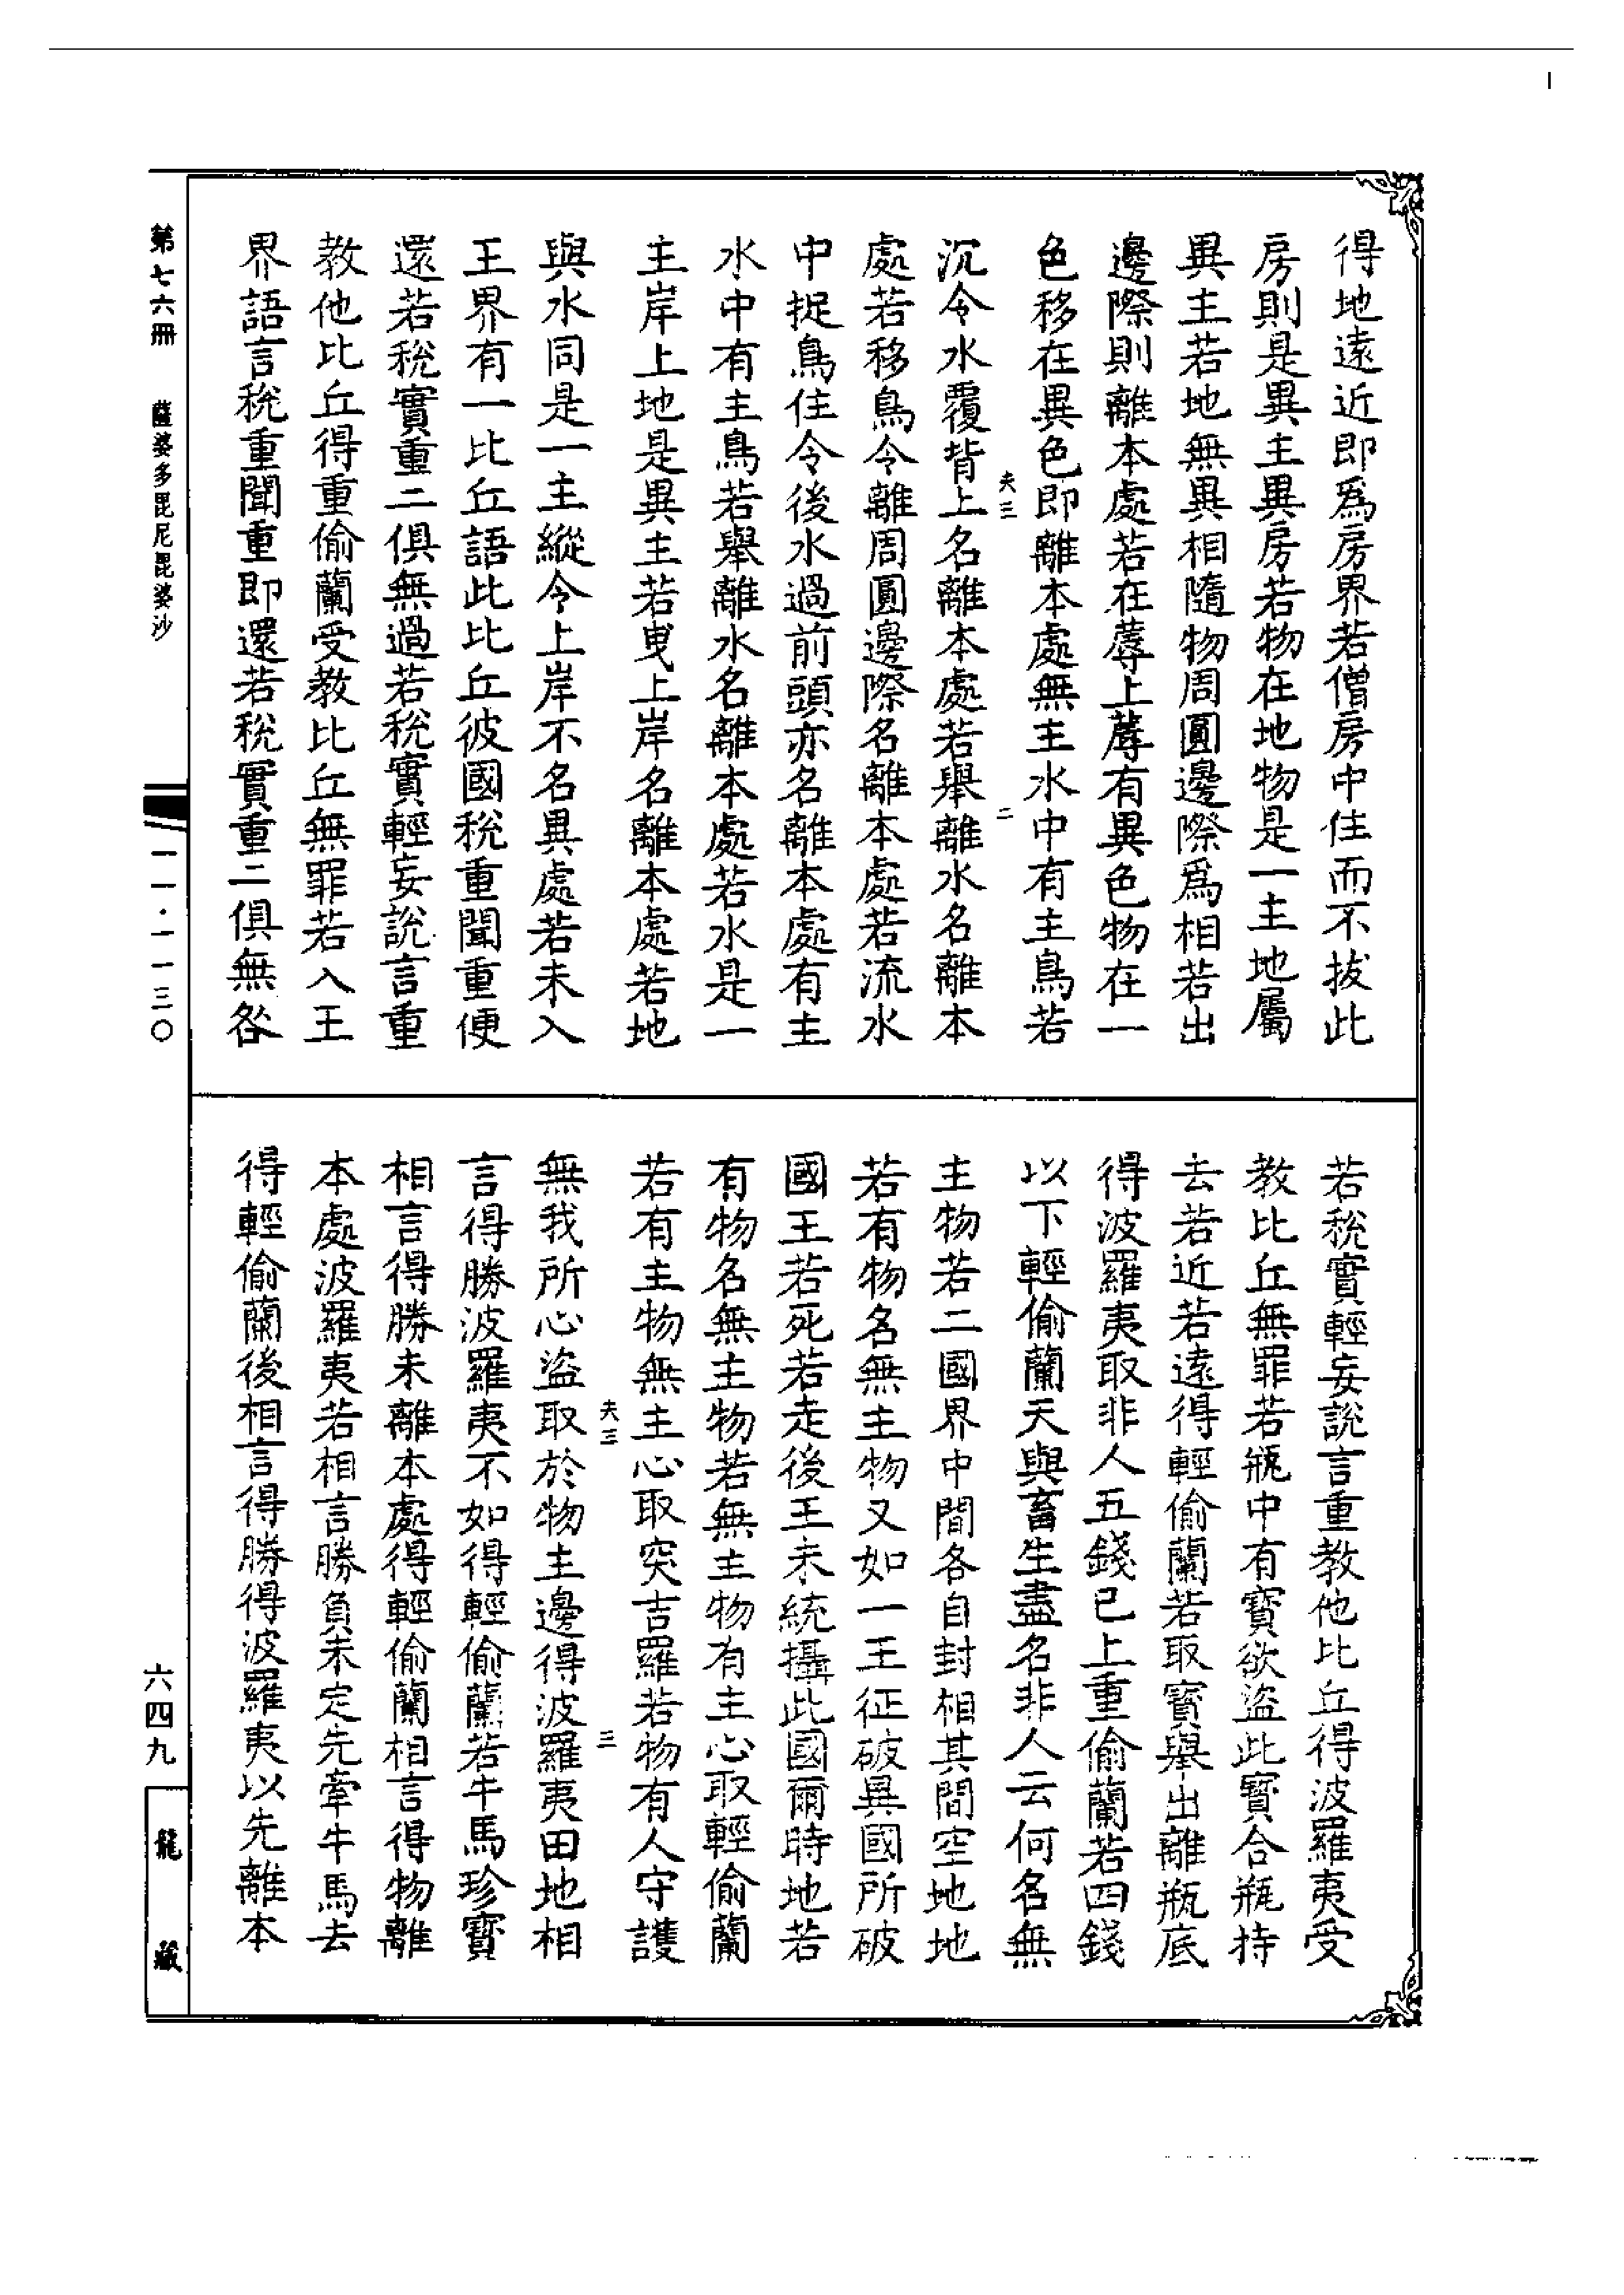 得地遠近即爲房界若僧房中住而不拔此
房則是異主異房若物在地物是一主地屬
異主若地無異相隨物周圓邊際爲相若出
邊際則離本處若在蓐上蓐有異色物在一
色移在異色即離本處無主水中有主鳥若
夫三 二
沉令水覆背上名離本處若舉離水名離本
處若移鳥令離周圓邊際名離本處若流水
中捉鳥住令後水過前頭亦名離本處有主
水中有主鳥若舉離水名離本處若水是一
主岸上地是異主若曳上岸名離本處若地
與水同是一主縱令上岸不名異處若未入
王界有一比丘語此比丘彼國稅重聞重便
還若稅實重二俱無過若稅實輕妄說言重
教他比丘得重偷蘭受教比丘無罪若入王
界語言稅重聞重即還若稅實重二俱無咎
若稅實輕妄說言重教他比丘得波羅夷受
教比丘無罪若瓶中有寶欲盜此寶合瓶持
去若近若遠得輕偷蘭若取寶舉出離瓶底
得波羅夷取非人五錢已上重偷蘭若四錢
以下輕偷蘭天與畜生盡名非人云何名無
主物若二國界中間各自封相其間空地地
若有物名無主物又如一王征破異國所破
國王若死若走後王未統攝此國爾時地若
有物名無主物若無主物有主心取輕偷蘭
若有主物無主心取突吉羅若物有人守護
夫三 三
無我所心盜取於物主邊得波羅夷田地相
言得勝波羅夷不如得輕偷蘭若牛馬珍寶
相言得勝未離本處得輕偷蘭相言得物離
本處波羅夷若相言勝負未定先牽牛馬去
得輕偷蘭後相言得勝得波羅夷以先離本
第七六冊 薩婆多毘尼毘婆沙 一一·一一三〇
六四九 龍藏